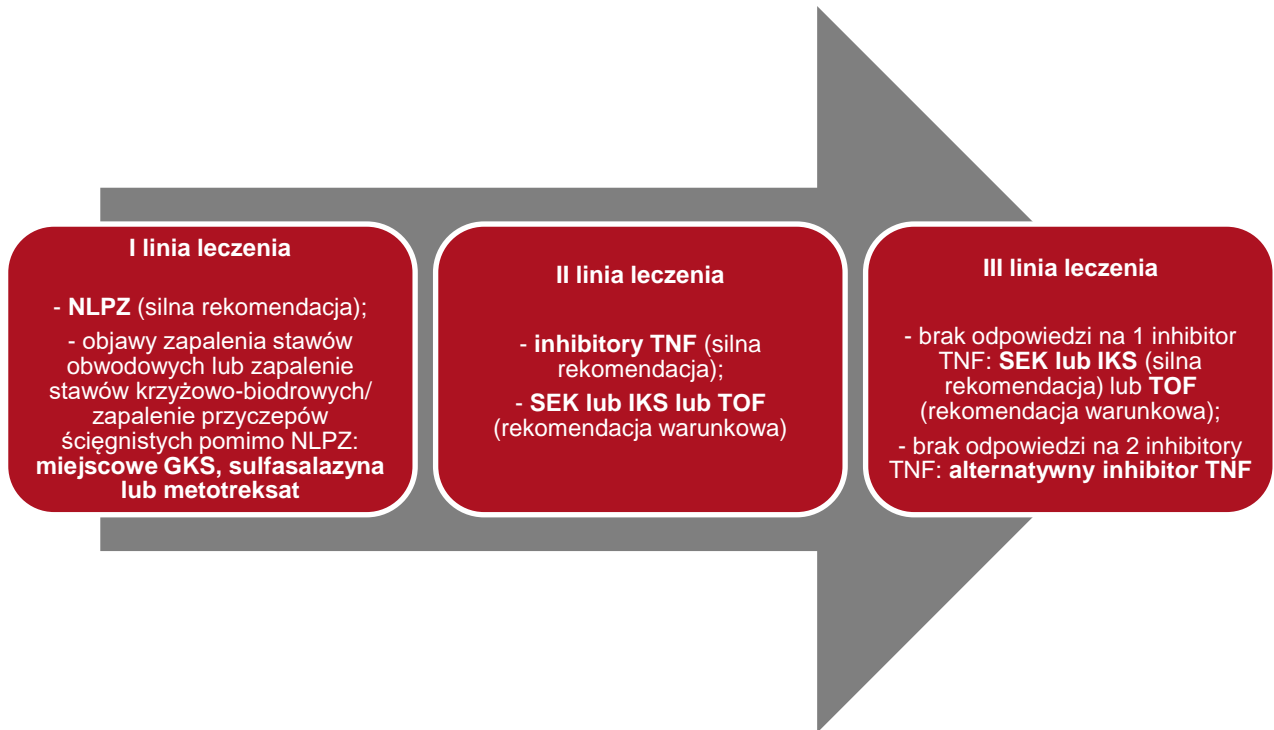 I linia leczenia
- NLPZ (silna rekomendacja);
- objawy zapalenia stawów
obwodowych lub zapalenie
stawów krzyżowo-biodrowych/
zapalenie przyczepów
ścięgnistych pomimo NLPZ:
miejscowe GKS, sulfasalazyna
lub metotreksat
II linia leczenia
- inhibitory TNF (silna
rekomendacja);
- SEK lub IKS lub TOF
(rekomendacja warunkowa)
III linia leczenia
- brak odpowiedzi na 1 inhibitor
TNF: SEK lub IKS (silna
rekomendacja) lub TOF
(rekomendacja warunkowa);
- brak odpowiedzi na 2 inhibitory
TNF: alternatywny inhibitor TNF